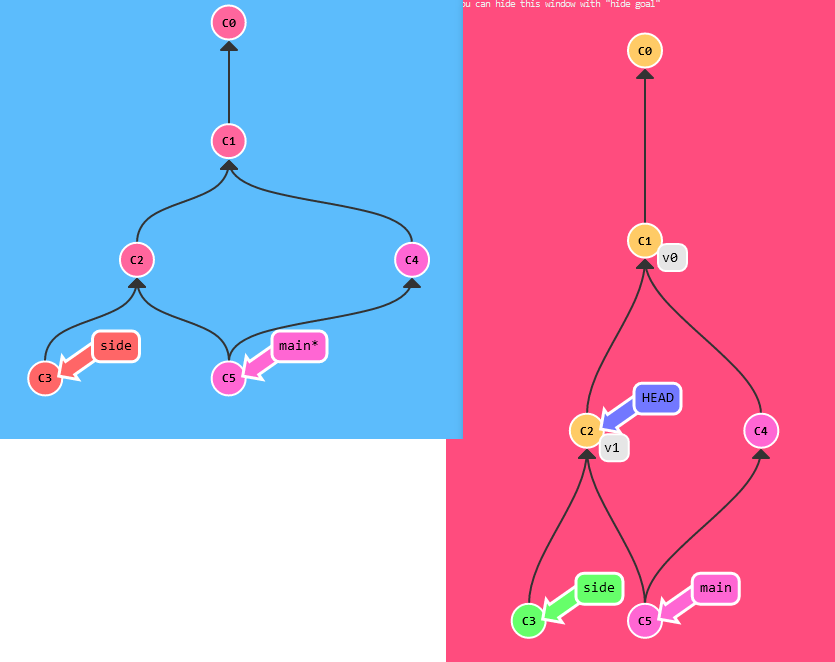 C0
C1
C2
C4
side
main*
C3
C5
ou can hide this window with "hide goal"
C0
C1
v0
HEAD
C2
C4
v1
side
main
C3
C5